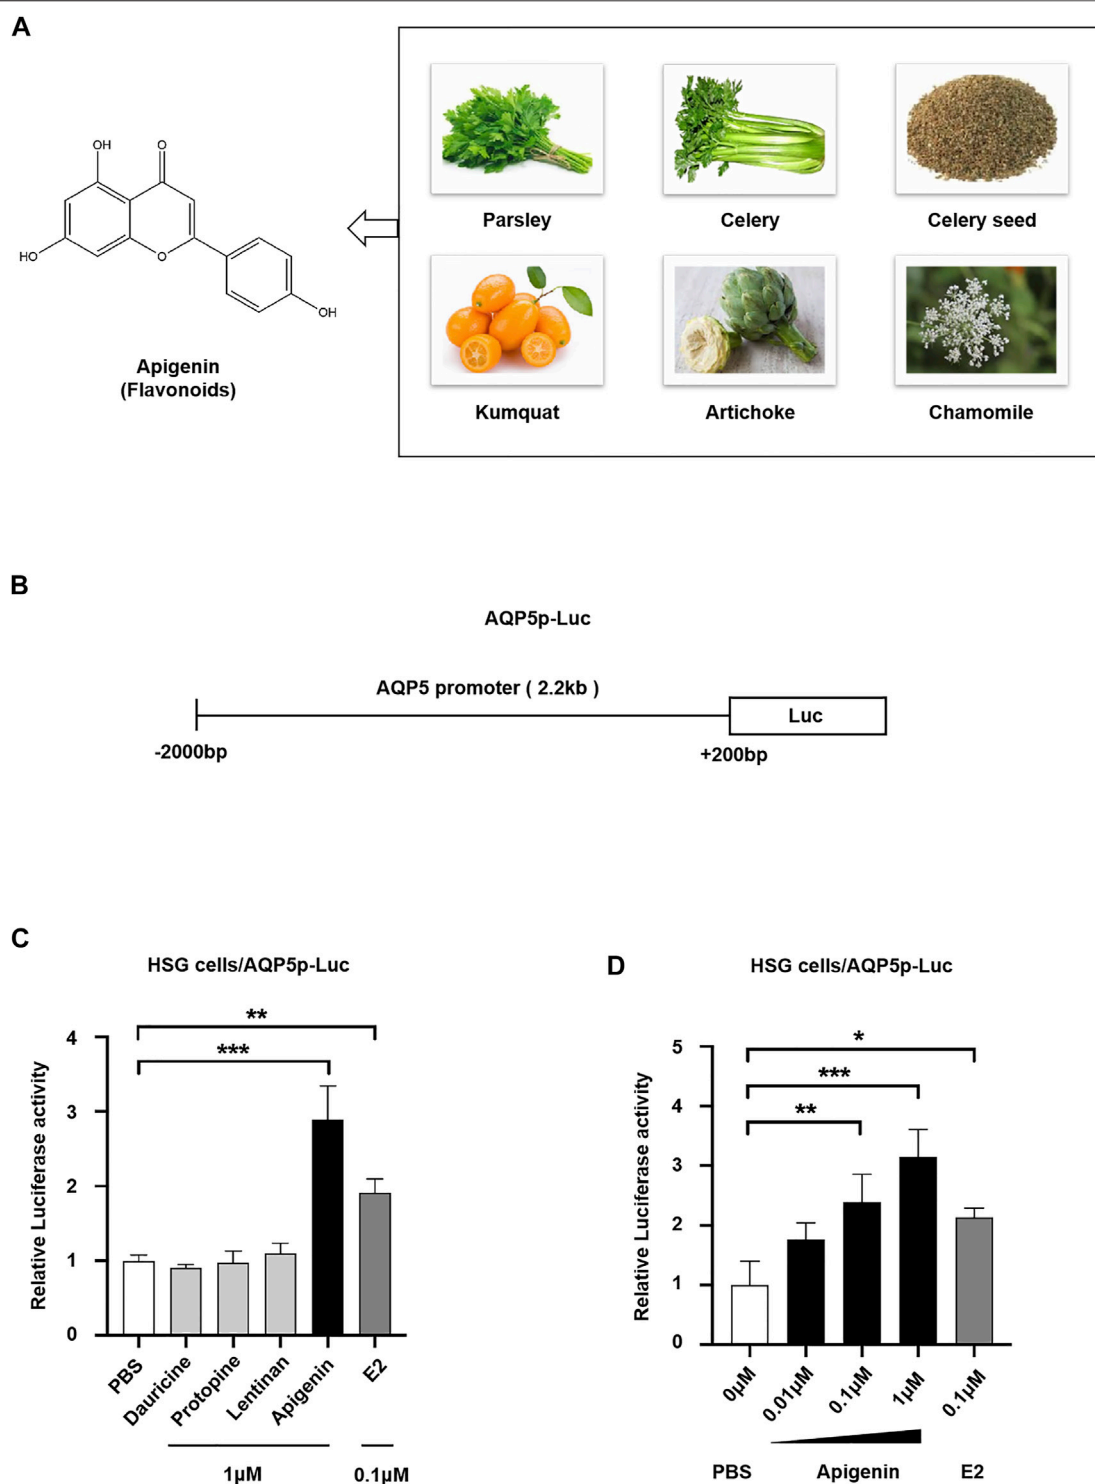 A
OH
O
HO
O
OH
Apigenin
(Flavonoids)
Parsley
Celery
Celery seed
Kumquat
Artichoke
Chamomile
B
AQP5p-Luc
AQP5 promoter ( 2.2kb )
Luc
-2000bp
+200bp
C
HSG cells/AQP5p-Luc
**
***
Relative Luciferase activity
4
3
2
1
0
PBS
Dauricine
Protopine
Lentinan
Apigenin
E2
1μM
0.1μM
D
HSG cells/AQP5p-Luc
*
***
**
Relative Luciferase activity
5
4
3
2
1
0
0μM
0.01μM
0.1μM
1μM
0.1μM
PBS
Apigenin
E2